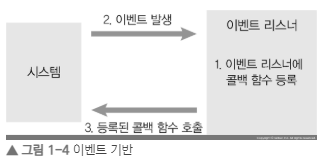 2. 이벤트 발생
이벤트 리스너
시스템
1. 이벤트 리스너에
콜백 함수 등록
3. 등록된 콜백 함수 호출
▲ 그림 1-4 이벤트 기반